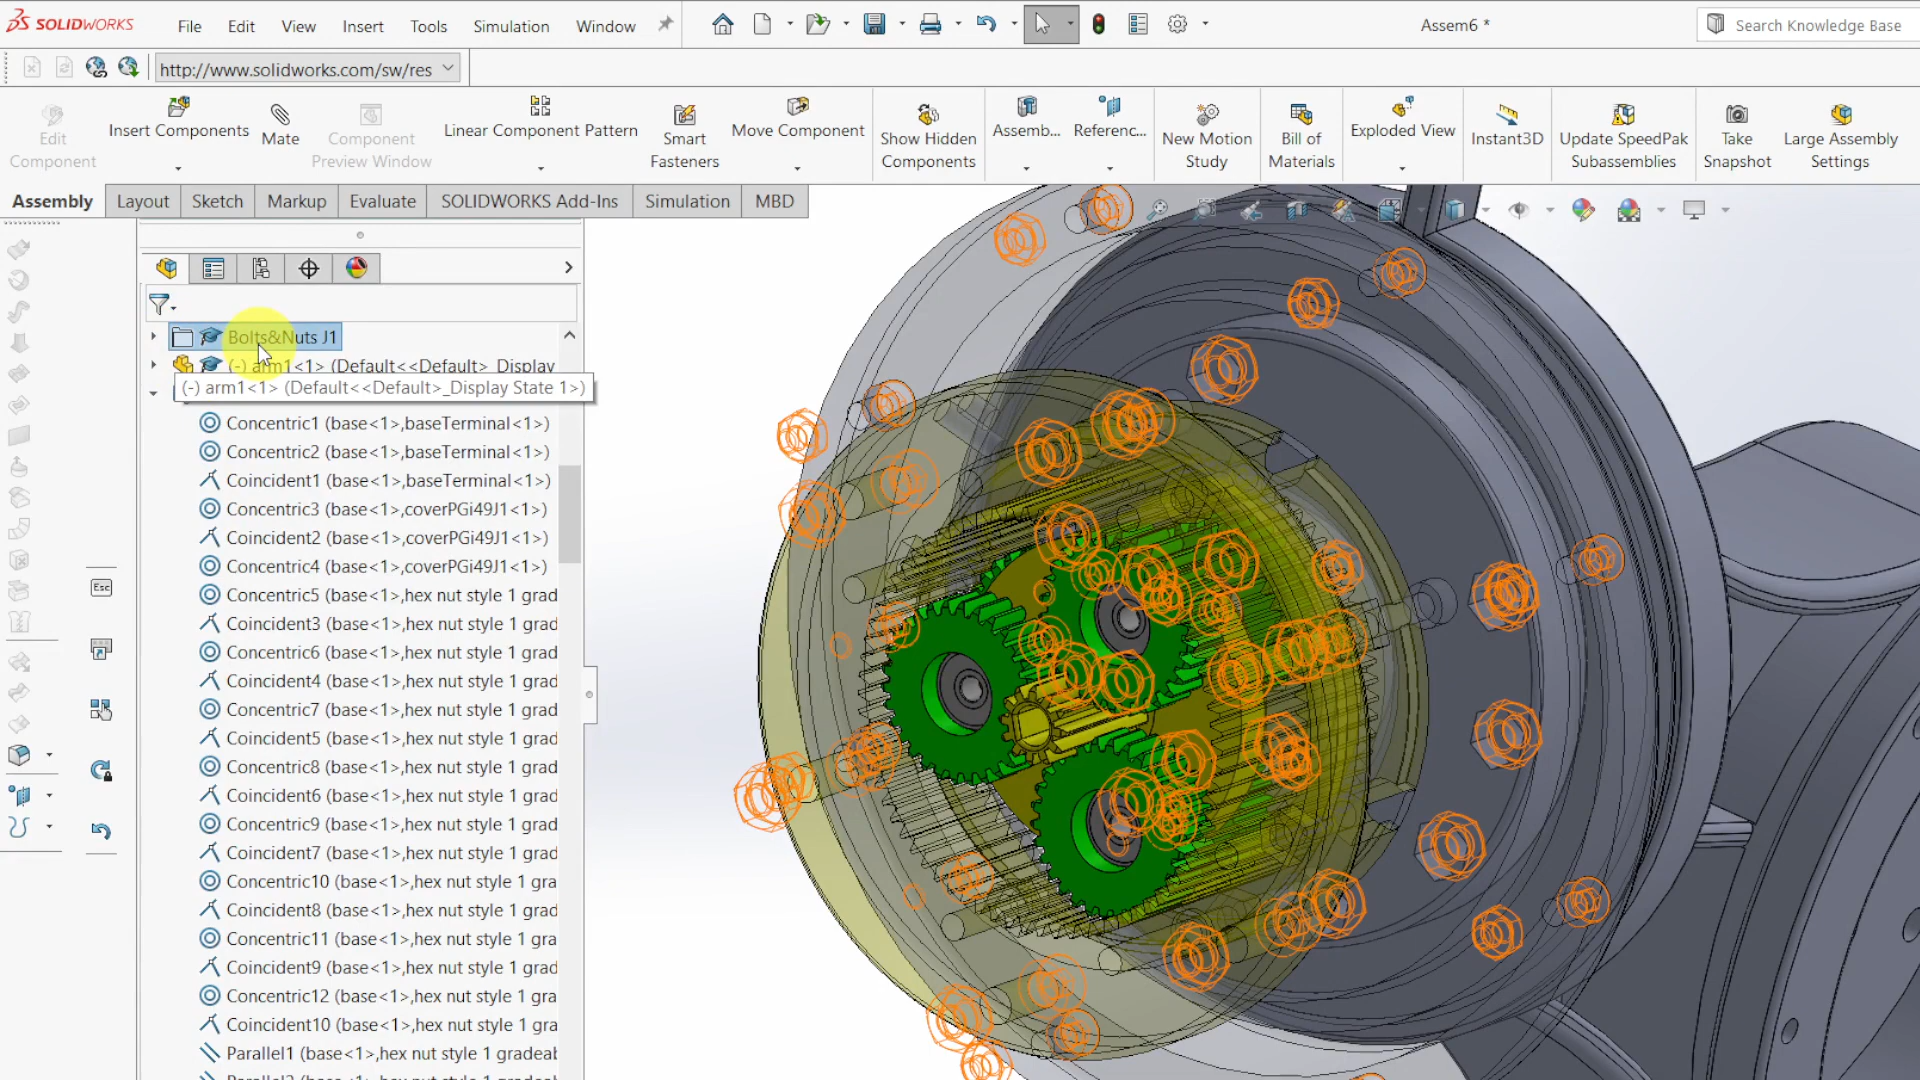 SOLIDWORKS
File Edit View Insert Tools Simulation Window
Assem6 *
Search Knowledge Base
http://www.solidworks.com/sw/res
Edit Component
Insert Components
Mate
Component Preview Window
Linear Component Pattern
Smart Fasteners
Move Component
Show Hidden Components
Assemb...
Referenc...
New Motion Study
Bill of Materials
Exploded View
Instant3D
Update SpeedPak Subassemblies
Take Snapshot
Large Assembly Settings
Assembly Layout Sketch Markup Evaluate SOLIDWORKS Add-Ins Simulation MBD
Bolts&Nuts J1
(-) arm1<1> (Default<<Default>_Display
(-) arm1<1> (Default<<Default>_Display State 1>)
Concentric1 (base<1>,baseTerminal<1>)
Concentric2 (base<1>,baseTerminal<1>)
Coincident1 (base<1>,baseTerminal<1>)
Concentric3 (base<1>,coverPGi49J1<1>)
Coincident2 (base<1>,coverPGi49J1<1>)
Concentric4 (base<1>,coverPGi49J1<1>)
Concentric5 (base<1>,hex nut style 1 grad
Coincident3 (base<1>,hex nut style 1 grad
Concentric6 (base<1>,hex nut style 1 grad
Coincident4 (base<1>,hex nut style 1 grad
Concentric7 (base<1>,hex nut style 1 grad
Coincident5 (base<1>,hex nut style 1 grad
Concentric8 (base<1>,hex nut style 1 grad
Coincident6 (base<1>,hex nut style 1 grad
Concentric9 (base<1>,hex nut style 1 grad
Coincident7 (base<1>,hex nut style 1 grad
Concentric10 (base<1>,hex nut style 1 gra
Coincident8 (base<1>,hex nut style 1 grad
Concentric11 (base<1>,hex nut style 1 gra
Coincident9 (base<1>,hex nut style 1 grad
Concentric12 (base<1>,hex nut style 1 gra
Coincident10 (base<1>,hex nut style 1 gra
Parallel1 (base<1>,hex nut style 1 gradeab
Esc